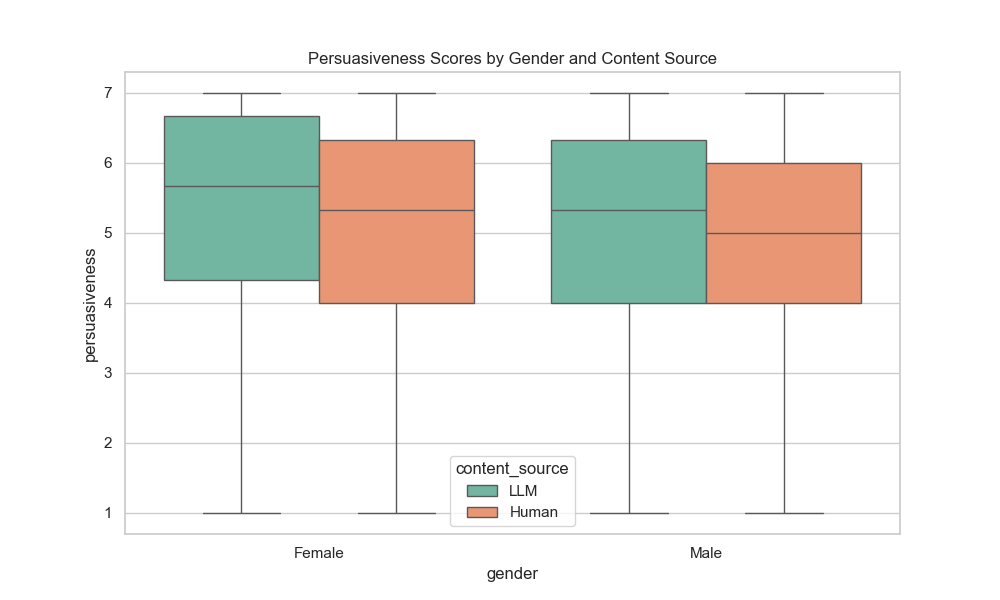 Persuasiveness Scores by Gender and Content Source
7
6
5
4
3
2
1
persuasiveness
content_source
LLM
Human
Female
Male
gender